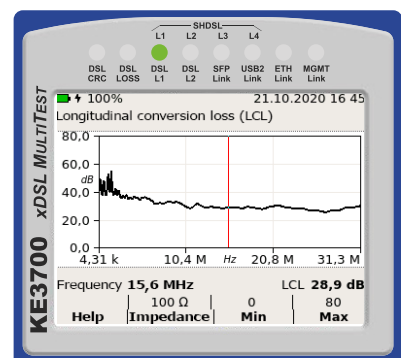 SHDSL
L1 L2 L3 L4
DSL CRC DSL LOSS DSL L1 DSL L2 SFP Link USB2 Link ETH Link MGMT Link
KE3700 xDSL MULTITEST
100% 21.10.2020 16 45
Longitudinal conversion loss (LCL)
80,0
dB
60,0
40,0
20,0
0,0
4,31 k 10,4 M Hz 20,8 M 31,3 M
Frequency 15,6 MHz LCL 28,9 dB
100 Ω 0 80
Help Impedance Min Max